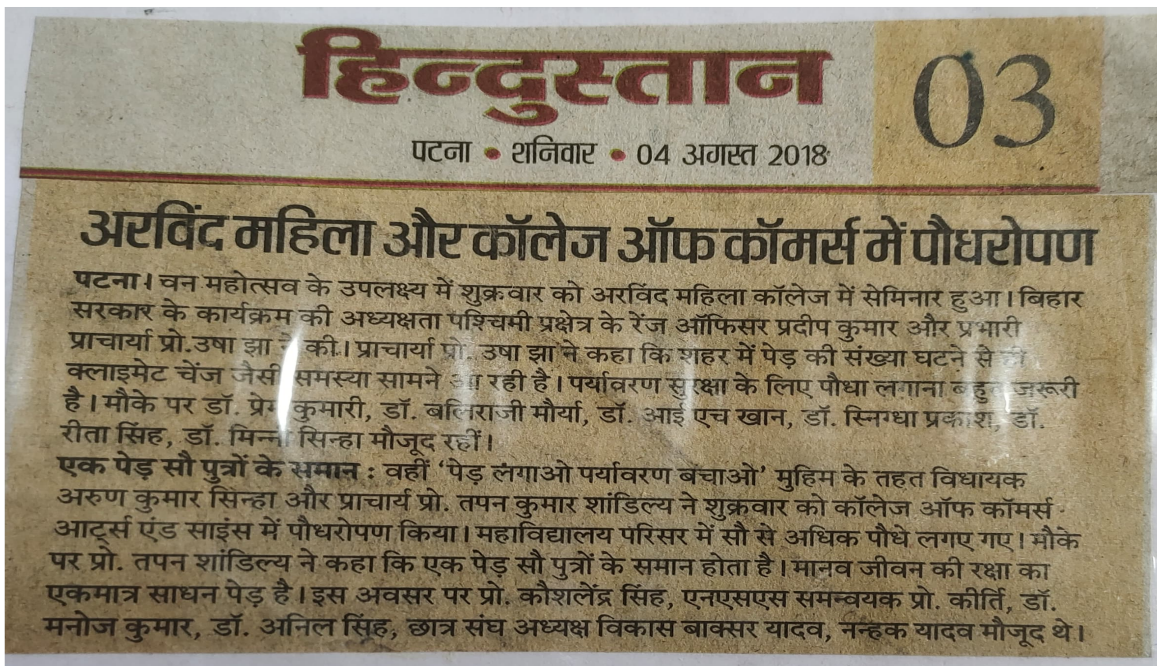 हिन्दुस्तान
03
पटना • शनिवार • 04 अगस्त 2018
अरविंद महिला और कॉलेज ऑफ कॉमर्स में पौधरोपण
पटना। वन महोत्सव के उपलक्ष्य में शुक्रवार को अरविंद महिला कॉलेज में सेमिनार हुआ। बिहार
सरकार के कार्यक्रम की अध्यक्षता पश्चिमी प्रक्षेत्र के रेंज ऑफिसर प्रदीप कुमार और प्रभारी
प्राचार्या प्रो.उषा झा ने की। प्राचार्या प्रो. उषा झा ने कहा कि शहर में पेड़ की संख्या घटने से ही
क्लाइमेट चेंज जैसी समस्या सामने आ रही है। पर्यावरण सुरक्षा के लिए पौधा लगाना बहुत जरूरी
है। मौके पर डॉ. प्रेम कुमारी, डॉ. बलिराजी मौर्या, डॉ. आई एच खान, डॉ. स्निग्धा प्रकाश, डॉ.
रीता सिंह, डॉ. मिन्नी सिन्हा मौजूद रहीं।
एक पेड़ सौ पुत्रों के समान : वहीं ‘पेड़ लगाओ पर्यावरण बचाओ’ मुहिम के तहत विधायक
अरुण कुमार सिन्हा और प्राचार्य प्रो. तपन कुमार शांडिल्य ने शुक्रवार को कॉलेज ऑफ कॉमर्स
आर्ट्स एंड साइंस में पौधरोपण किया। महाविद्यालय परिसर में सौ से अधिक पौधे लगए गए। मौके
पर प्रो. तपन शांडिल्य ने कहा कि एक पेड़ सौ पुत्रों के समान होता है। मानव जीवन की रक्षा का
एकमात्र साधन पेड़ है। इस अवसर पर प्रो. कौशलेंद्र सिंह, एनएसएस समन्वयक प्रो. कीर्ति, डॉ.
मनोज कुमार, डॉ. अनिल सिंह, छात्र संघ अध्यक्ष विकास बाक्सर यादव, नन्हक यादव मौजूद थे।